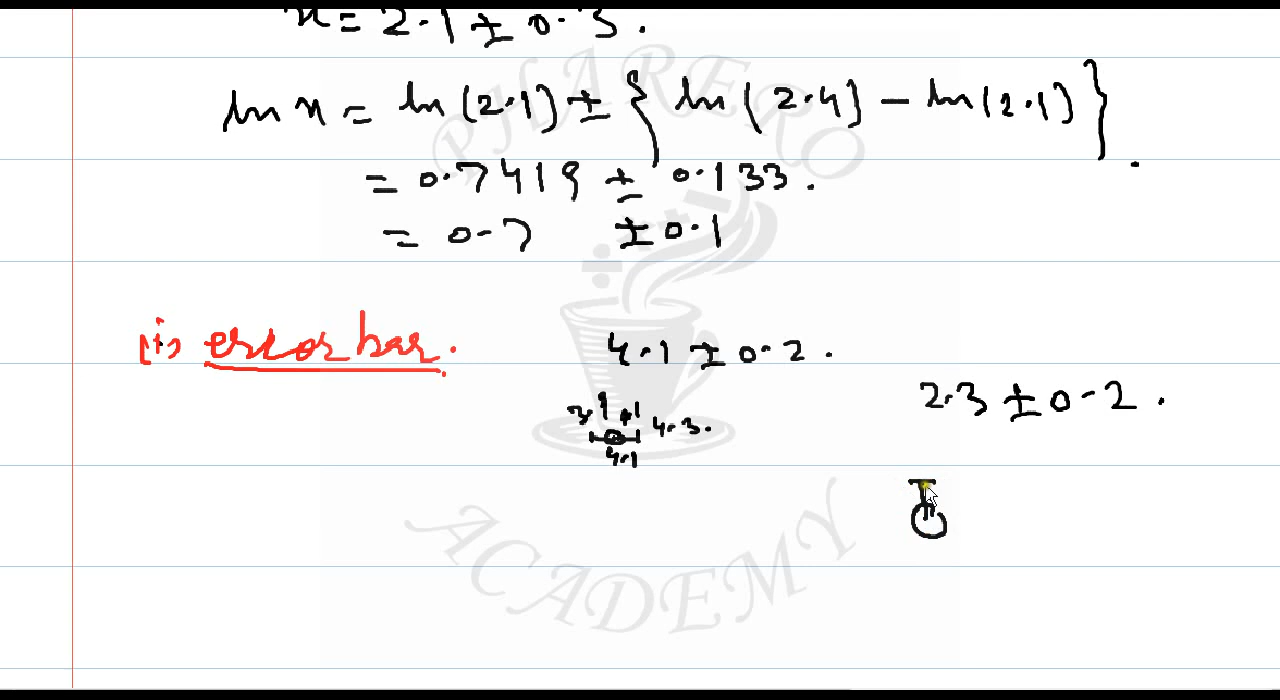 x = 2.1 ± 0.3.
ln x = ln(2.1) ± { ln(2.4) - ln(2.1) }.
= 0.7419 ± 0.133.
= 0.7 ± 0.1
error bar.
4.1 ± 0.2.
2.3 ± 0.2.
4.3.
4.1
PHARERO
ACADEMY